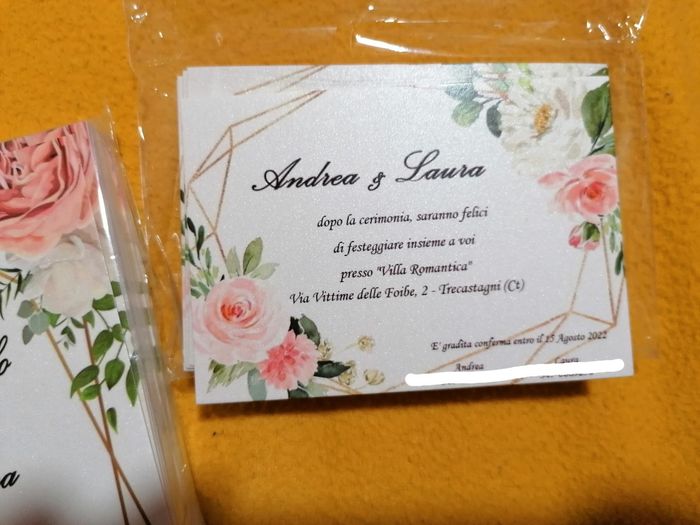 Andrea & Laura
dopo la cerimonia, saranno felici
di festeggiare insieme a voi
presso "Villa Romantica"
Via Vittime delle Foibe, 2 - Trecastagni (Ct)
E' gradita conferma entro il 15 Agosto 2022
Andrea Laura